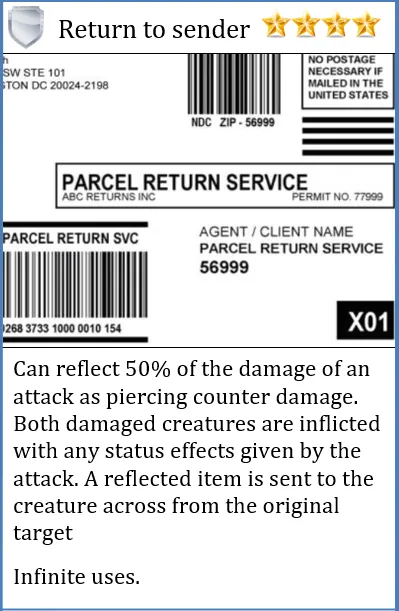 Return to sender
h
SW STE 101
TON DC 20024-2198
NDC ZIP - 56999
NO POSTAGE
NECESSARY IF
MAILED IN THE
UNITED STATES
PARCEL RETURN SERVICE
ABC RETURNS INC
PERMIT NO. 77999
PARCEL RETURN SVC
0268 3733 1000 0010 154
AGENT / CLIENT NAME
PARCEL RETURN SERVICE
56999
X01
Can reflect 50% of the damage of an
attack as piercing counter damage.
Both damaged creatures are inflicted
with any status effects given by the
attack. A reflected item is sent to the
creature across from the original
target
Infinite uses.